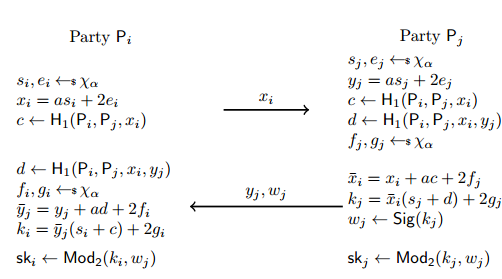 Party P_i
s_i, e_i ←$ χ_α
x_i = as_i + 2e_i
c ← H_1(P_i, P_j, x_i)
x_i
Party P_j
s_j, e_j ←$ χ_α
y_j = as_j + 2e_j
c ← H_1(P_i, P_j, x_i)
d ← H_1(P_i, P_j, x_i, y_j)
f_j, g_j ←$ χ_α
x̄_i = x_i + ac + 2f_j
k_j = x̄_i(s_j + d) + 2g_j
w_j ← Sig(k_j)
y_j, w_j
d ← H_1(P_i, P_j, x_i, y_j)
f_i, g_i ←$ χ_α
ȳ_j = y_j + ad + 2f_i
k_i = ȳ_j(s_i + c) + 2g_i
sk_i ← Mod_2(k_i, w_j)
sk_j ← Mod_2(k_j, w_j)